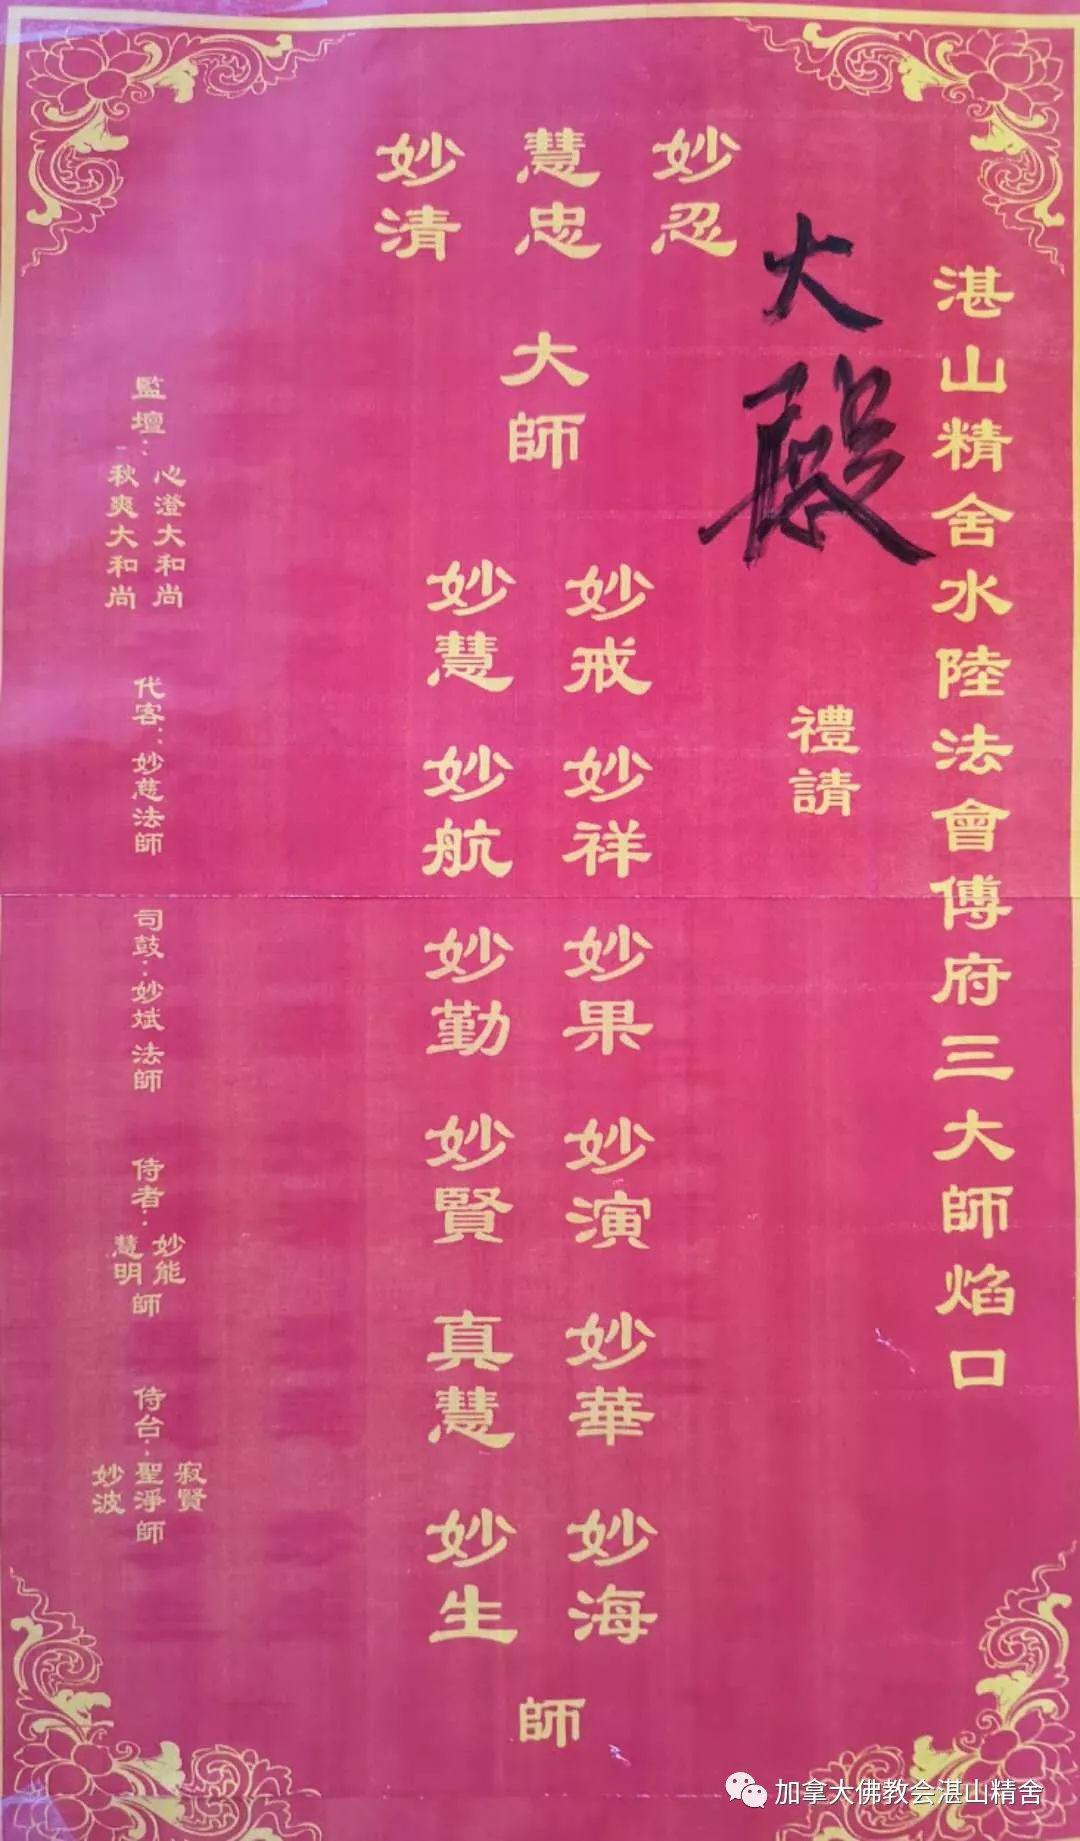 湛山精舍水陸法會傅府三大師焰口
大殿
禮請
妙忍
慧忠
妙清
大師
妙戒 妙祥 妙果 妙演 妙華 妙海
妙慧 妙航 妙勤 妙賢 真慧 妙生
師
監壇：
心澄大和尚
秋爽大和尚
代客：妙慈法師
司鼓：妙斌法師
侍者：
妙能
慧明
師
侍台：
寂賢
聖淨師
妙波
加拿大佛教会湛山精舍